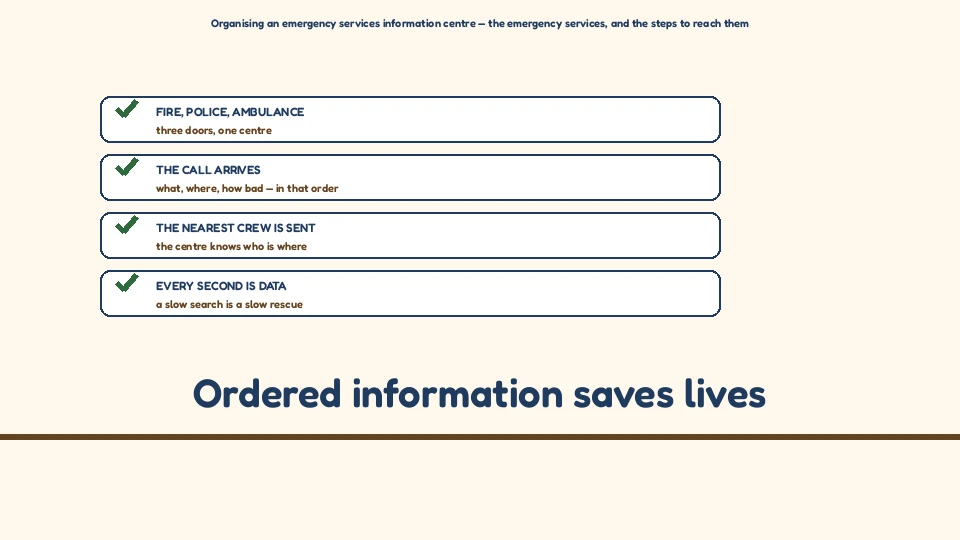 Organising an emergency services information centre — the emergency services, and the steps to reach them
FIRE, POLICE, AMBULANCE
three doors, one centre
THE CALL ARRIVES
what, where, how bad — in that order
THE NEAREST CREW IS SENT
the centre knows who is where
EVERY SECOND IS DATA
a slow search is a slow rescue
Ordered information saves lives